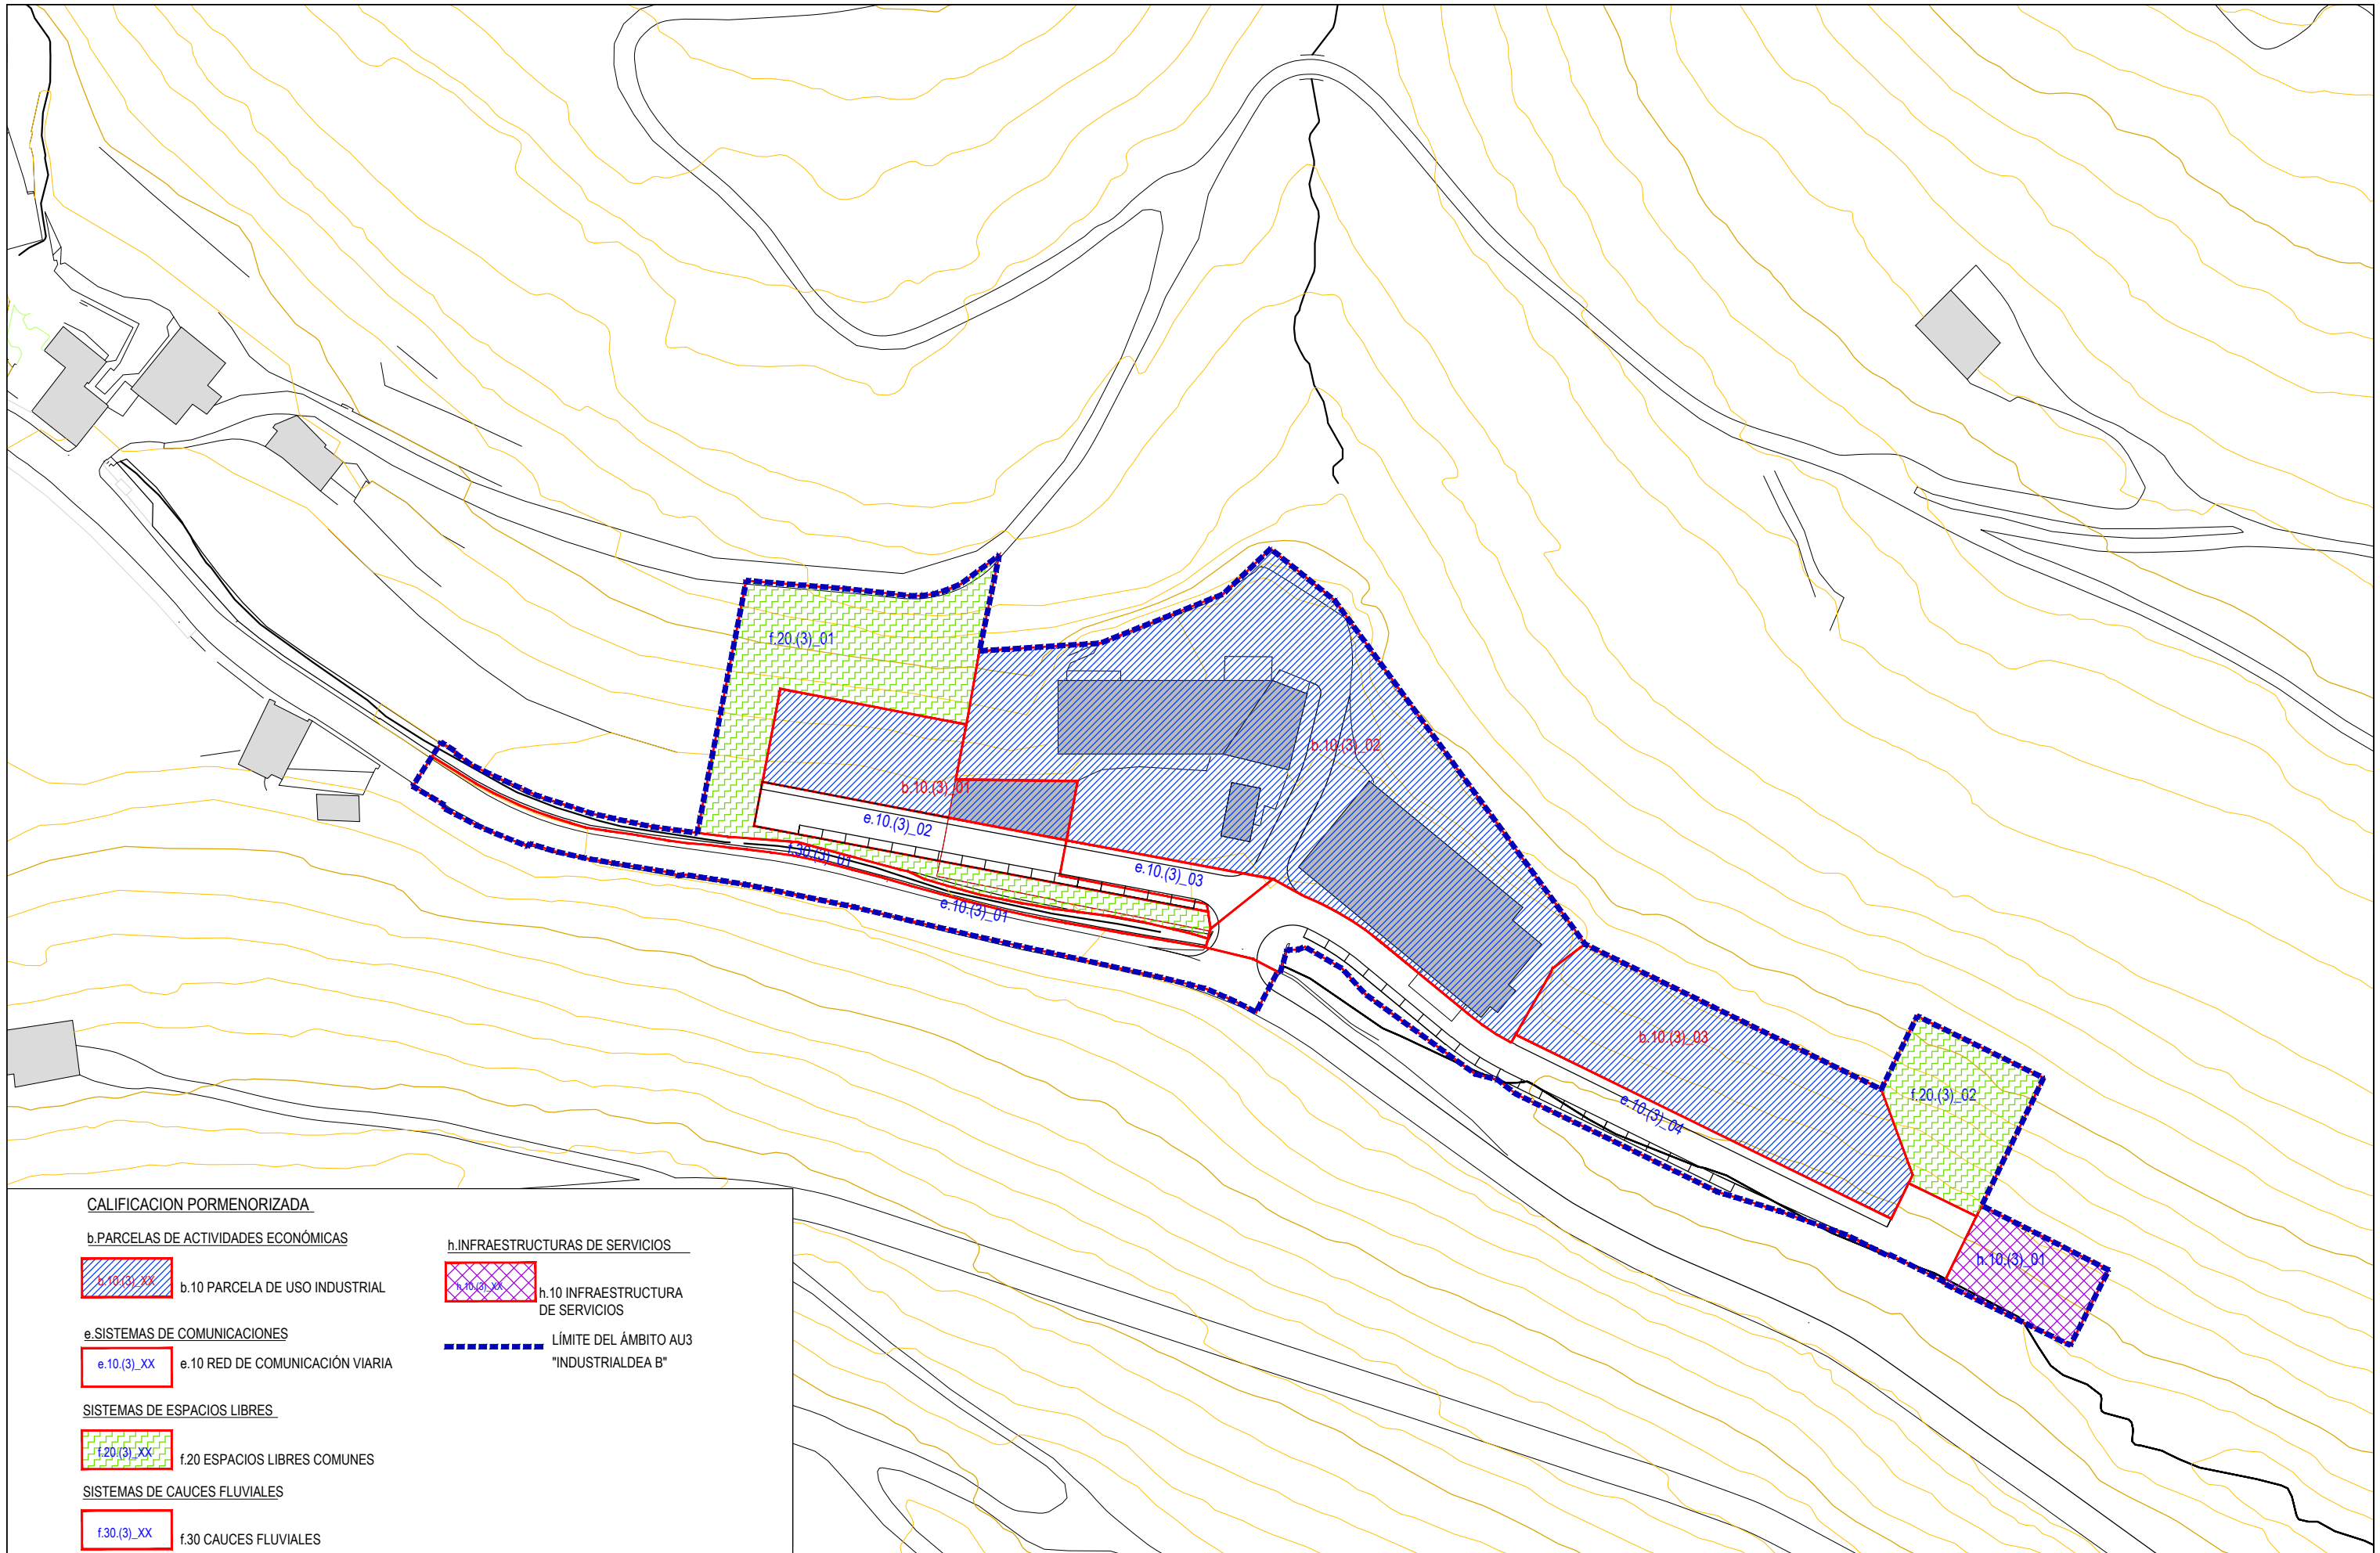 f.20.(3)_01
b.10.(3)_02
b.10.(3)_01
e.10.(3)_02
f.30.(3)_01
e.10.(3)_03
e.10.(3)_01
b.10.(3)_03
f.20.(3)_02
e.10.(3)_04
h.10.(3)_01
CALIFICACION PORMENORIZADA
b.PARCELAS DE ACTIVIDADES ECONÓMICAS
b.10.(3)_XX
b.10 PARCELA DE USO INDUSTRIAL
e.SISTEMAS DE COMUNICACIONES
e.10.(3)_XX
e.10 RED DE COMUNICACIÓN VIARIA
SISTEMAS DE ESPACIOS LIBRES
f.20.(3)_XX
f.20 ESPACIOS LIBRES COMUNES
SISTEMAS DE CAUCES FLUVIALES
f.30.(3)_XX
f.30 CAUCES FLUVIALES
h.INFRAESTRUCTURAS DE SERVICIOS
h.10.(3)_XX
h.10 INFRAESTRUCTURA
DE SERVICIOS
LÍMITE DEL ÁMBITO AU3
"INDUSTRIALDEA B"